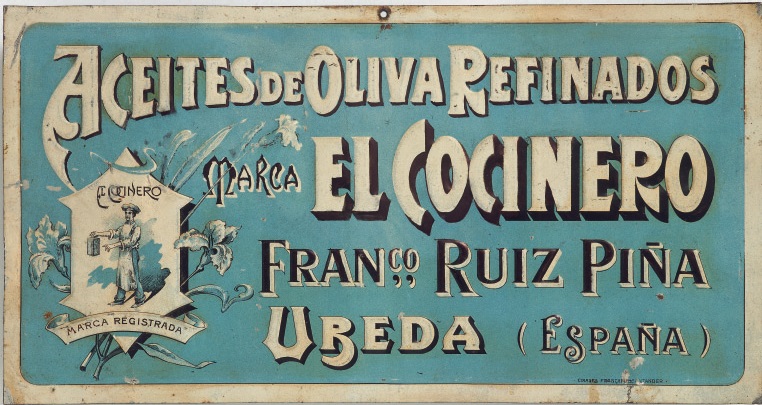 ACEITES DE OLIVA REFINADOS
MARCA EL COCINERO
FRANCO,, RUIZ PIÑA
UBEDA (ESPAÑA)
EL COCINERO
MARCA REGISTRADA